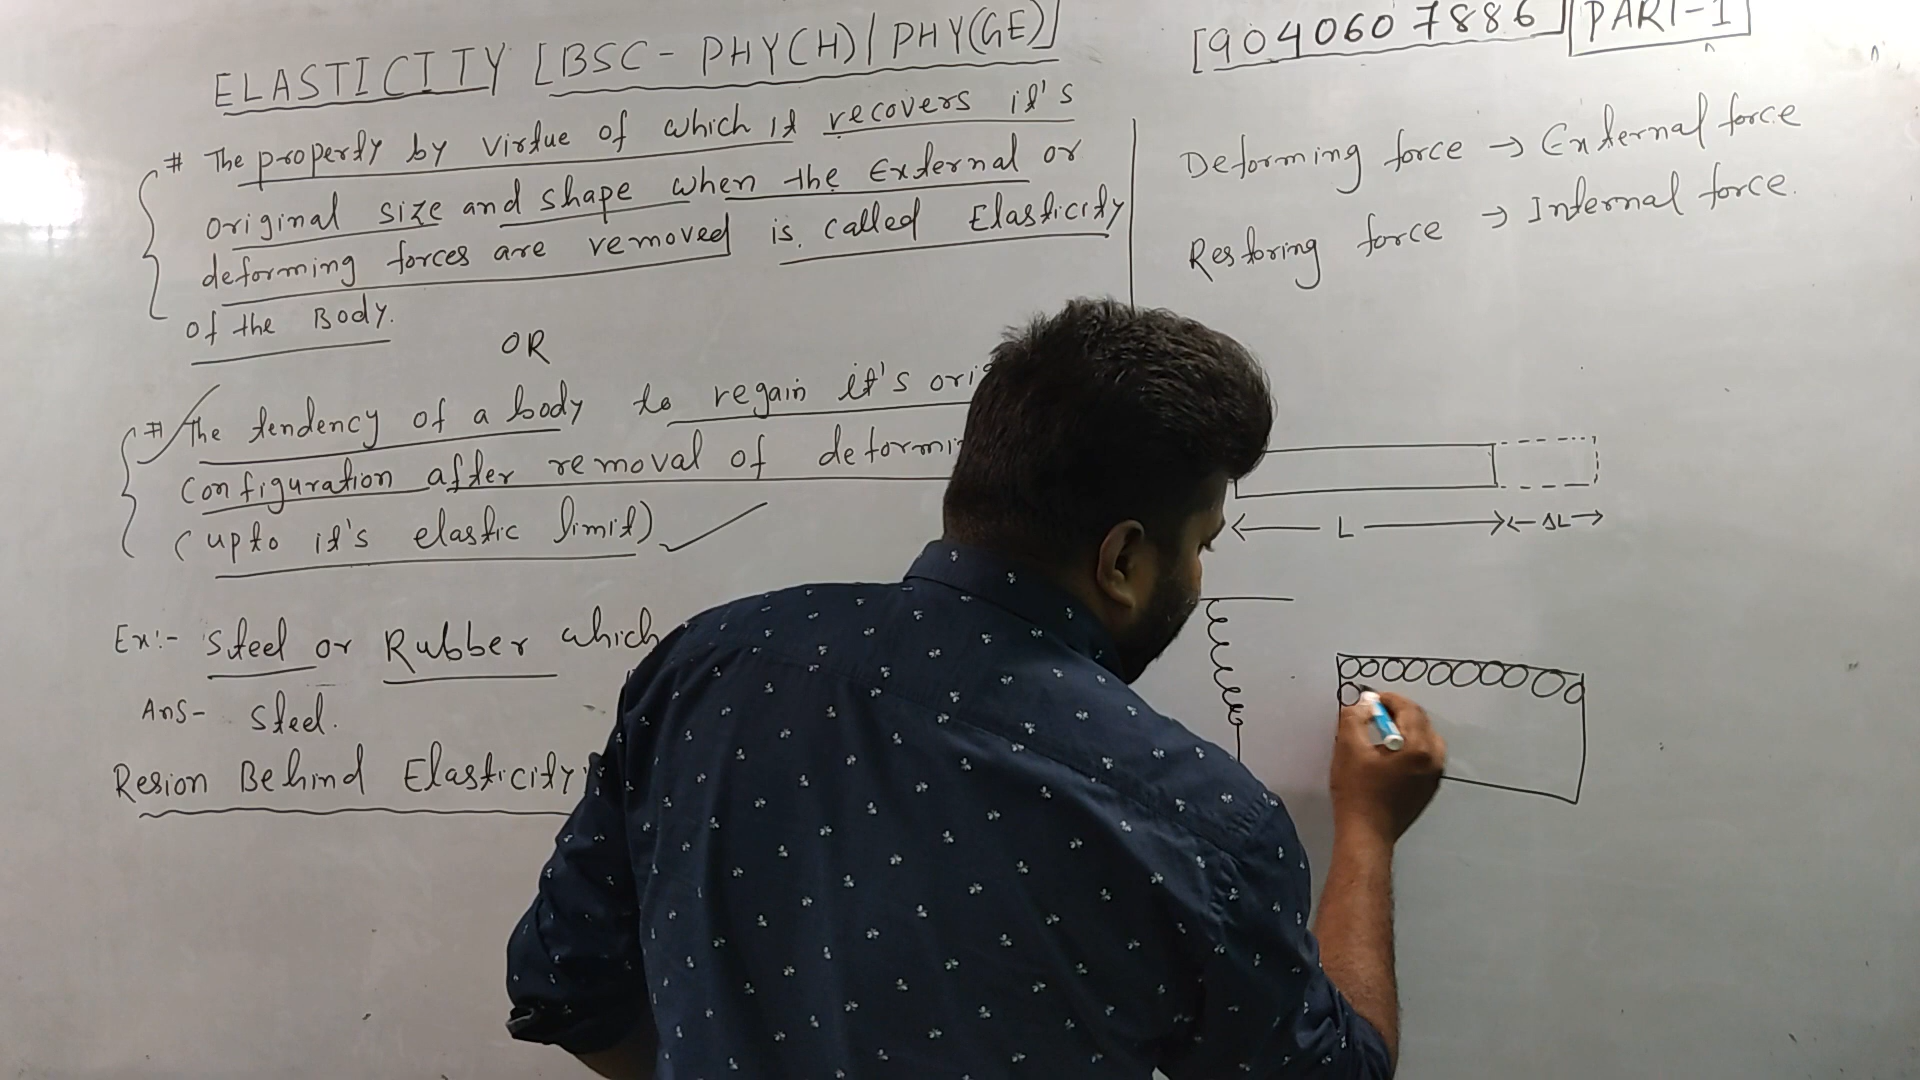 ELASTICITY [BSC - PHY(H) / PHY(GE)]
# The property by virtue of which it recovers it's
original size and shape when the External or
deforming forces are removed is called Elasticity
of the Body.
OR
# The tendency of a body to regain it's
Configuration after removal of
(upto it's elastic limit)
Ex:- Steel or Rubber which
Ans- Steel.
Resion Behind Elasticity
[9040607886] PART-1
Deforming force → External force
Restoring force → Internal force.
L ΔL